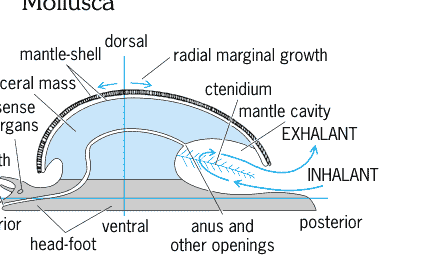 Mollusca
dorsal
mantle-shell
radial marginal growth
ceral mass
ctenidium
sense
mantle cavity
rgans
EXHALANT
th
INHALANT
rior
ventral
anus and
other openings
posterior
head-foot